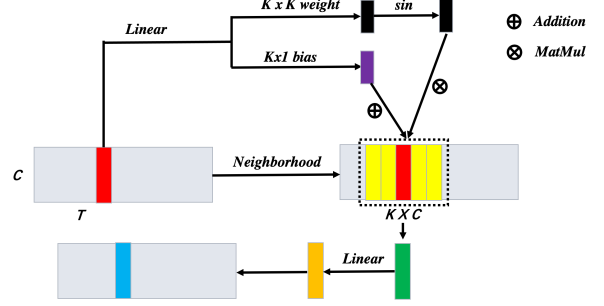 K x K weight
sin
⊕ Addition
Linear
⊗ MatMul
Kx1 bias
⊗
⊕
C
Neighborhood
T
K X C
Linear